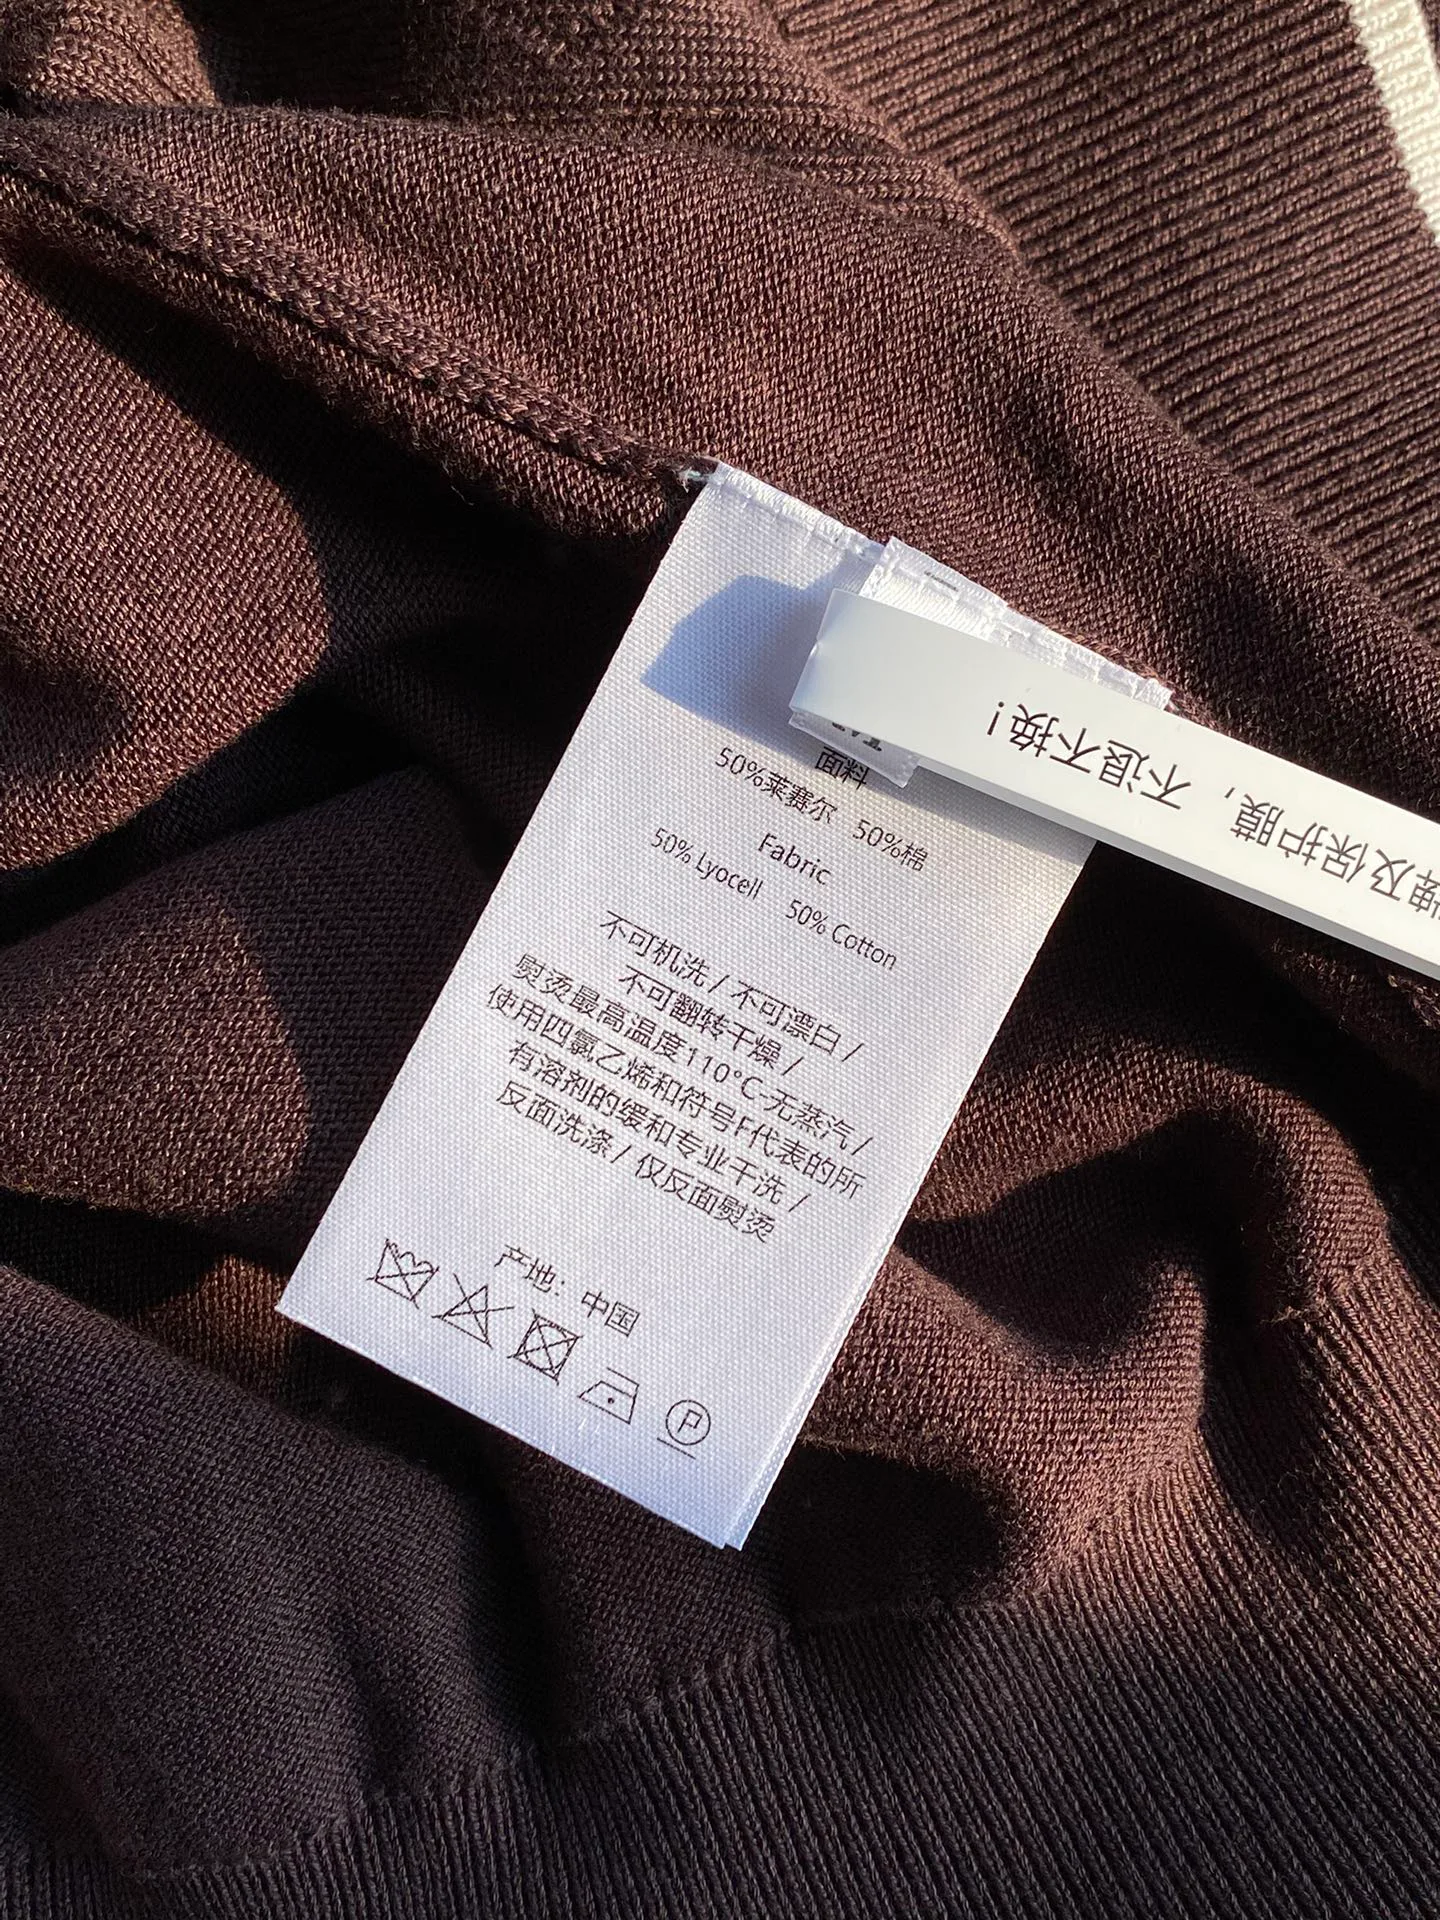 牌及保护膜，不退不换！
面料
50%莱赛尔 50%棉
Fabric
50% Lyocell 50% Cotton
不可机洗 / 不可漂白 /
不可翻转干燥 /
熨烫最高温度110°C-无蒸汽 /
使用四氯乙烯和符号F代表的所
有溶剂的缓和专业干洗 /
反面洗涤 / 仅反面熨烫
产地：中国
P